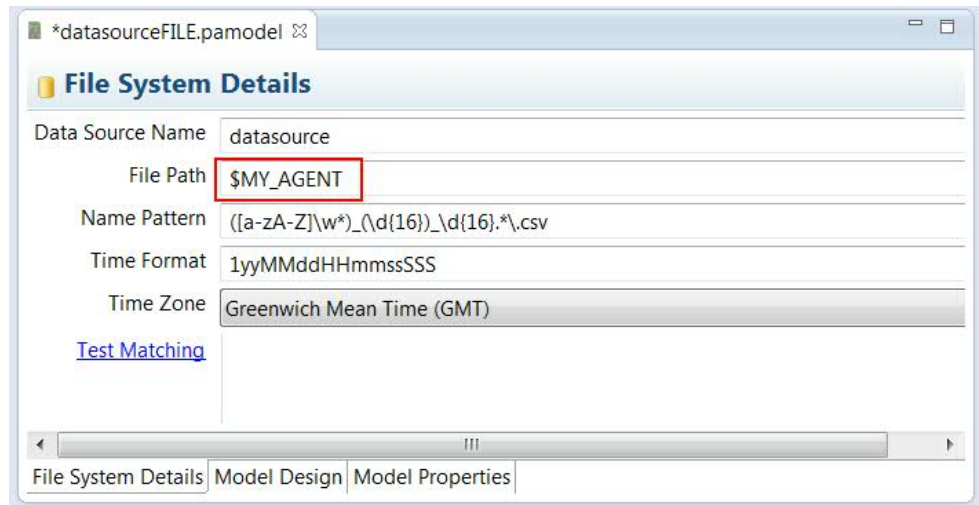 *datasourceFILE.pamodel
File System Details
Data Source Name datasource
File Path $MY_AGENT
Name Pattern ([a-zA-Z]\w*)_(\d{16})_\d{16}.*\.csv
Time Format 1yyMMddHHmmssSSS
Time Zone Greenwich Mean Time (GMT)
Test Matching
File System Details Model Design Model Properties